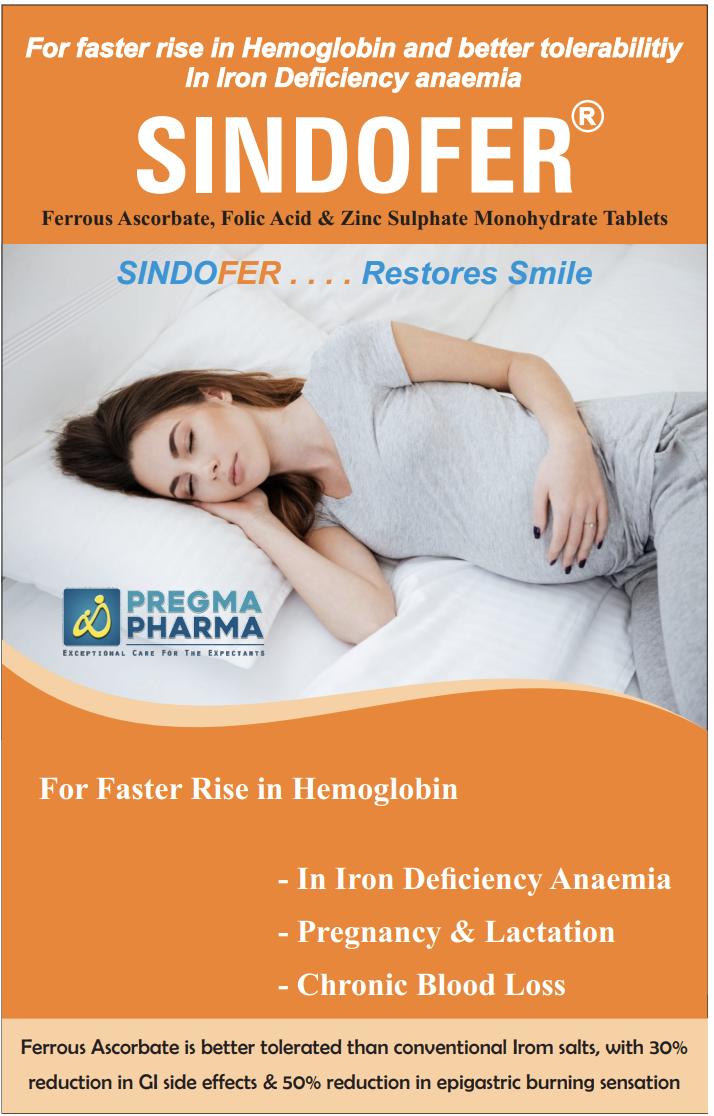 For faster rise in Hemoglobin and better tolerabilitiy
In Iron Deficiency anaemia
SINDOFER®
Ferrous Ascorbate, Folic Acid & Zinc Sulphate Monohydrate Tablets
SINDOFER . . . . Restores Smile
PREGMA
PHARMA
EXCEPTIONAL CARE FOR THE EXPECTANTS
For Faster Rise in Hemoglobin
- In Iron Deficiency Anaemia
- Pregnancy & Lactation
- Chronic Blood Loss
Ferrous Ascorbate is better tolerated than conventional Irom salts, with 30%
reduction in GI side effects & 50% reduction in epigastric burning sensation